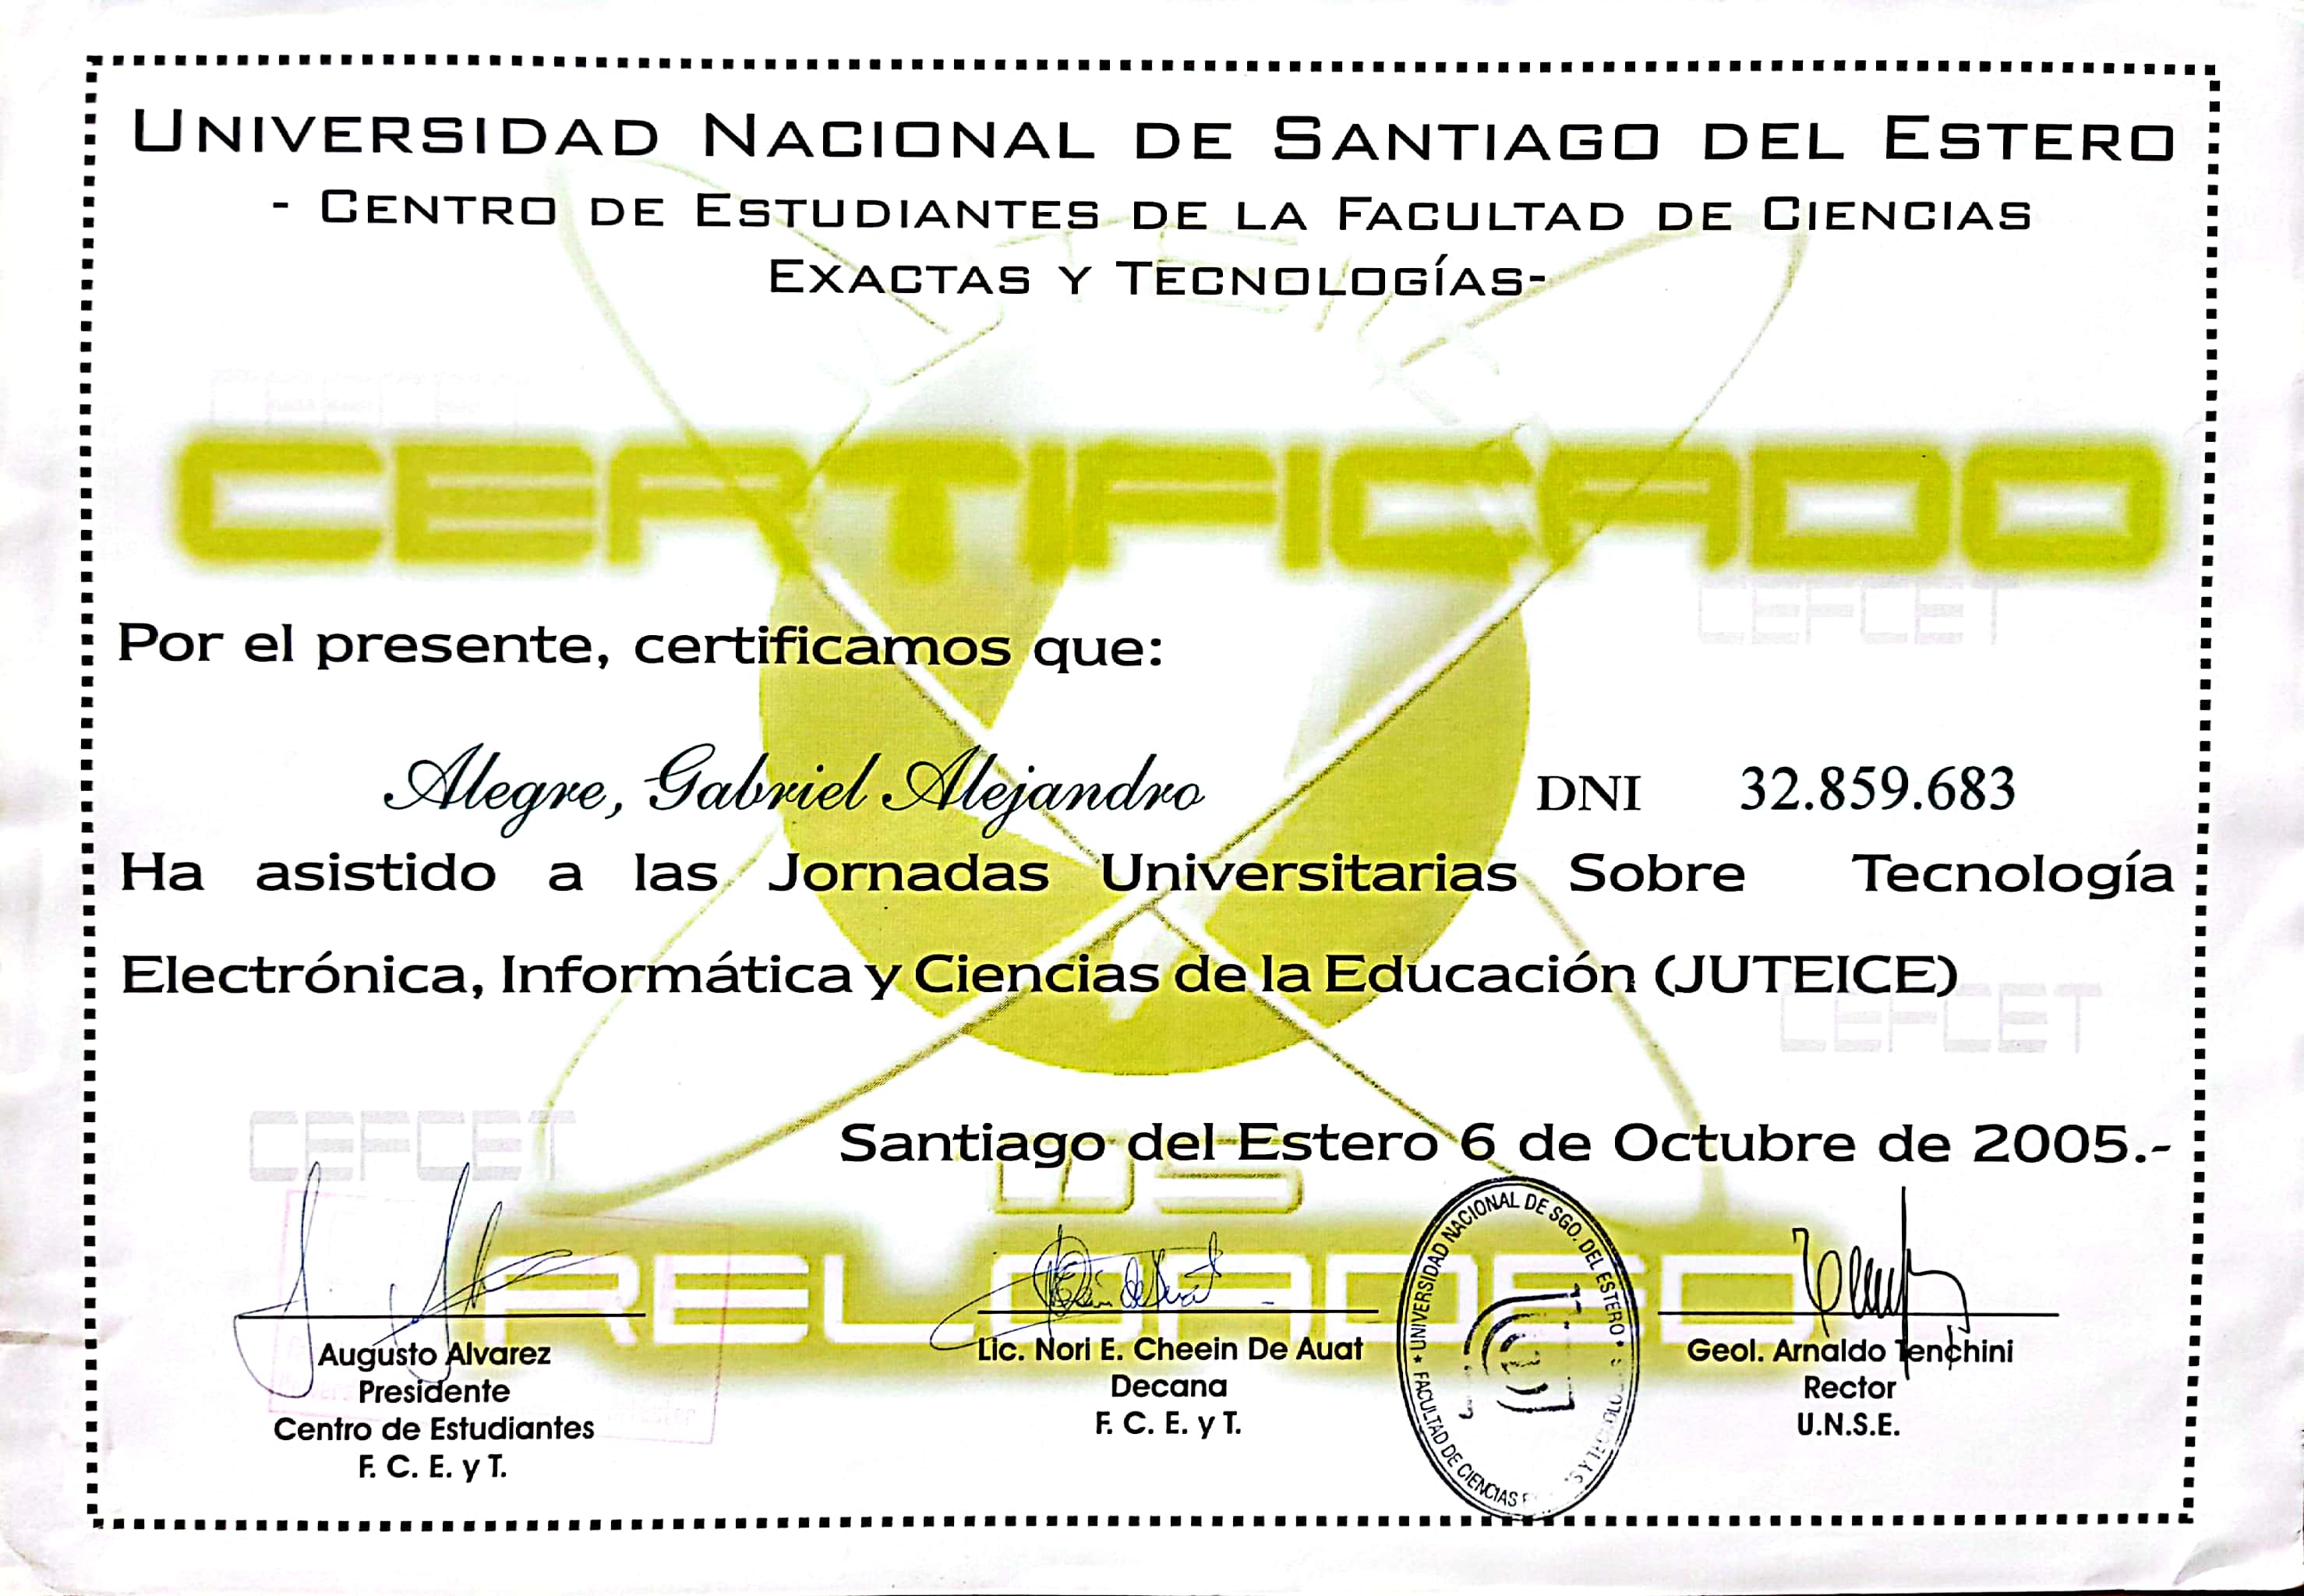 UNIVERSIDAD NACIONAL DE SANTIAGO DEL ESTERO
- CENTRO DE ESTUDIANTES DE LA FACULTAD DE CIENCIAS
EXACTAS Y TECNOLOGÍAS-
CERTIFICADO
CEFCET
Por el presente, certificamos que:
Alegre, Gabriel Alejandro DNI 32.859.683
Ha asistido a las Jornadas Universitarias Sobre Tecnología
Electrónica, Informática y Ciencias de la Educación (JUTEICE)
CEFCET
CEFCET
Santiago del Estero 6 de Octubre de 2005.-
05
RELOADED
Augusto Alvarez
Presidente
Centro de Estudiantes
F. C. E. y T.
Lic. Nori E. Cheein De Auat
Decana
F. C. E. y T.
* UNIVERSIDAD NACIONAL DE SGO. DEL ESTERO *
FACULTAD DE CIENCIAS
Geol. Arnaldo Tenchini
Rector
U.N.S.E.